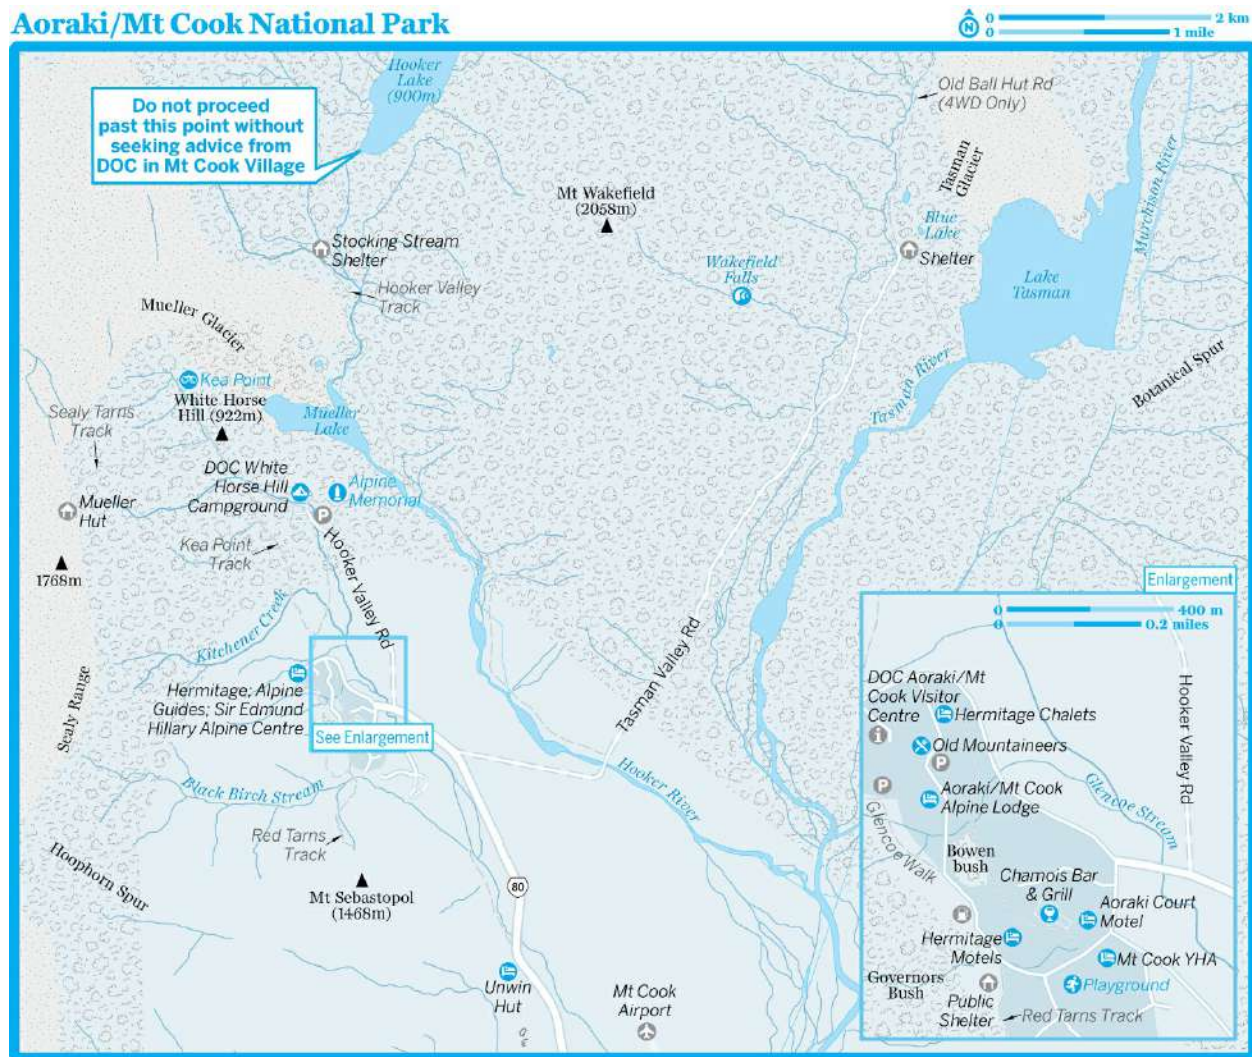 Aoraki/Mt Cook National Park
N
0 2 km
0 1 mile
Hooker
Lake
(900m)
Do not proceed
past this point without
seeking advice from
DOC in Mt Cook Village
Old Ball Hut Rd
(4WD Only)
Tasman
Glacier
Murchison River
Mt Wakefield
(2058m)
Blue
Lake
Shelter
Stocking Stream
Shelter
Wakefield
Falls
Lake
Tasman
Hooker Valley
Track
Mueller Glacier
Kea Point
White Horse
Hill (922m)
Mueller
Lake
Tasman River
Botanical Spur
Sealy Tarns
Track
DOC White
Horse Hill
Campground
Alpine
Memorial
Mueller
Hut
P
Kea Point
Track
Hooker Valley Rd
1768m
Kitchener Creek
Sealy Range
Hermitage; Alpine
Guides; Sir Edmund
Hillary Alpine Centre
See Enlargement
Tasman Valley Rd
Hooker River
Black Birch Stream
Red Tarns
Track
Hoophorn Spur
Mt Sebastopol
(1468m)
80
Unwin
Hut
Mt Cook
Airport
Enlargement
0 400 m
0 0.2 miles
DOC Aoraki/Mt
Cook Visitor
Centre
Hermitage Chalets
Hooker Valley Rd
Old Mountaineers
P
P
Aoraki/Mt Cook
Alpine Lodge
Glencoe Stream
Glencoe Walk
Bowen
bush
Chamois Bar
& Grill
Aoraki Court
Motel
Hermitage
Motels
Mt Cook YHA
Governors
Bush
Playground
Public
Shelter
Red Tarns Track